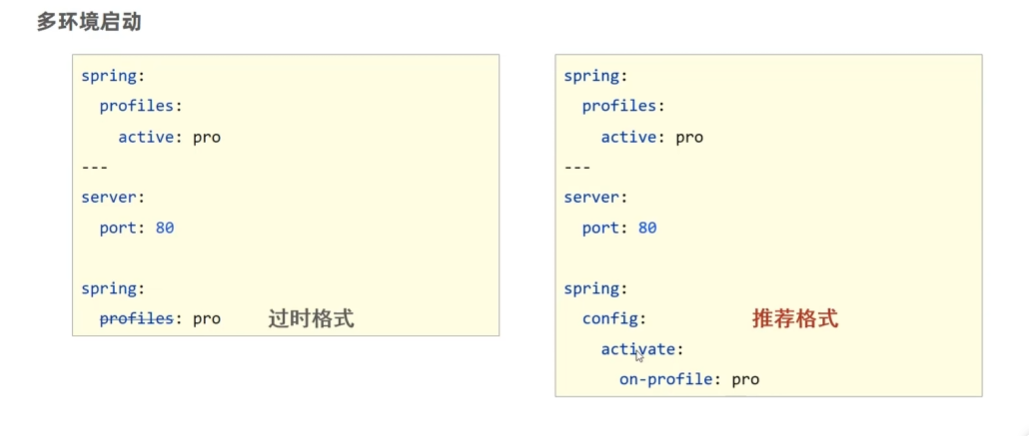 多环境启动
spring:
  profiles:
    active: pro
---
server:
  port: 80
spring:
  profiles: pro 过时格式
spring:
  profiles:
    active: pro
---
server:
  port: 80
spring:
  config: 推荐格式
    activate:
      on-profile: pro